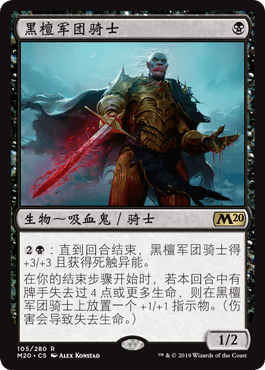 黑檀军团骑士
生物～吸血鬼／骑士
M20
2：直到回合结束，黑檀军团骑士得
+3/+3 且获得死触异能。
在你的结束步骤开始时，若本回合中有
牌手失去过 4 点或更多生命，则在黑檀
军团骑士上放置一个 +1/+1 指示物。（伤
害会导致失去生命。）
1/2
105/280 R
M20 • CS ALEX KONSTAD
™ & © 2019 Wizards of the Coast